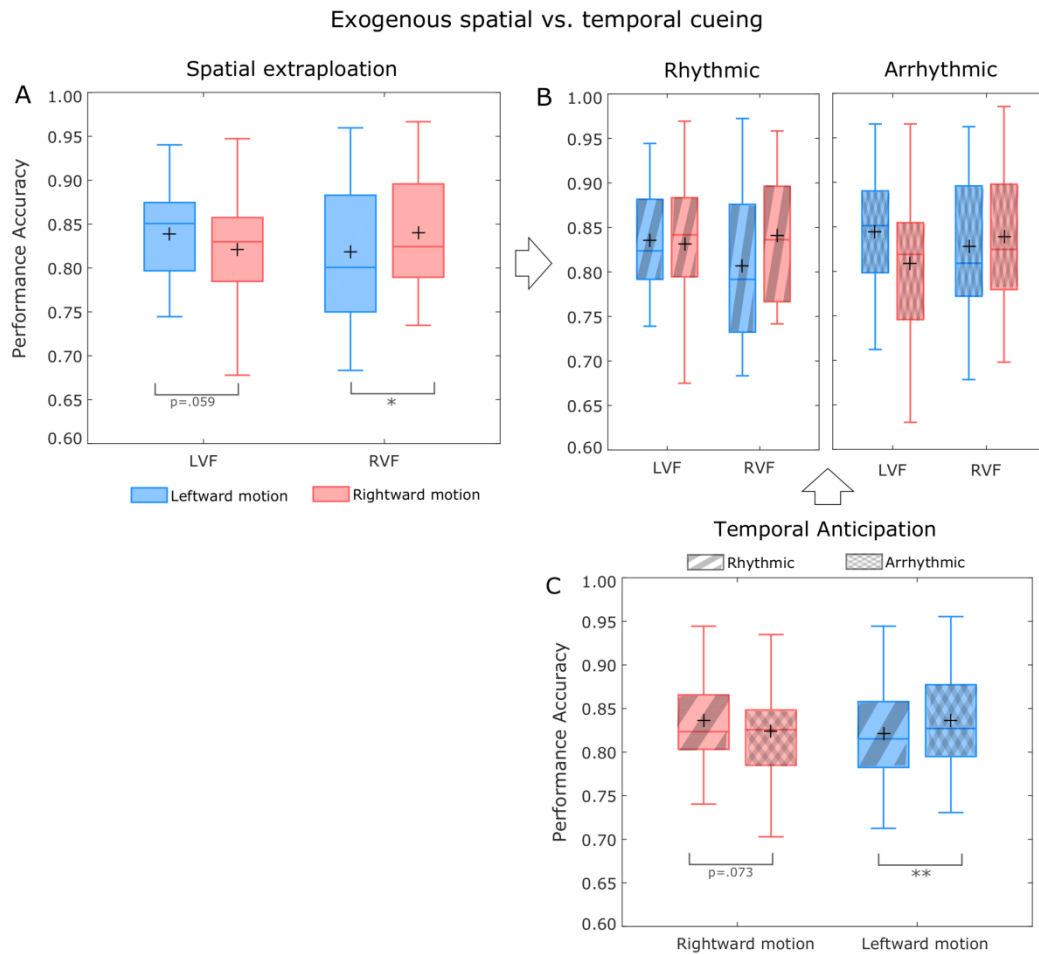 Exogenous spatial vs. temporal cueing
Spatial extraploation
A
1.00
0.95
0.90
0.85
0.80
0.75
0.70
0.65
0.60
Performance Accuracy
p=.059
*
LVF
RVF
Leftward motion
Rightward motion
Rhythmic
Arrhythmic
B
1.00
0.95
0.90
0.85
0.80
0.75
0.70
0.65
0.60
LVF
RVF
LVF
RVF
Temporal Anticipation
Rhythmic
Arrhythmic
C
1.00
0.95
0.90
0.85
0.80
0.75
0.70
0.65
0.60
Performance Accuracy
p=.073
**
Rightward motion
Leftward motion